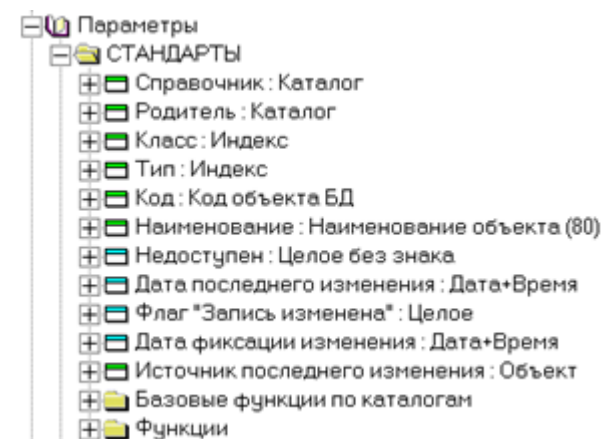 Параметры
СТАНДАРТЫ
Справочник : Каталог
Родитель : Каталог
Класс : Индекс
Тип : Индекс
Код : Код объекта БД
Наименование : Наименование объекта (80)
Недоступен : Целое без знака
Дата последнего изменения : Дата+Время
Флаг "Запись изменена" : Целое
Дата фиксации изменения : Дата+Время
Источник последнего изменения : Объект
Базовые функции по каталогам
Функции